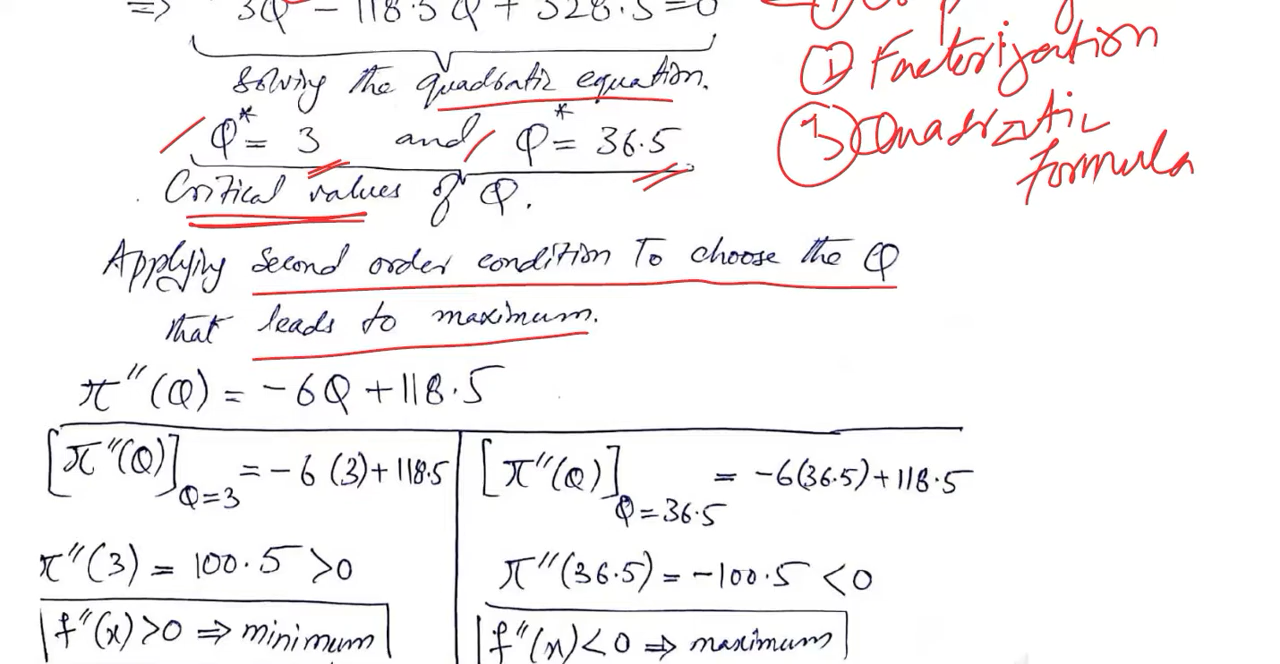 => 3Q² - 118.5Q + 328.5 = 0
solving the quadratic equation.
Q* = 3 and Q* = 36.5
Critical values of Q.
① Factorization
③ Quadratic
Formula
Applying second order condition To choose the Q
that leads to maximum.
π″(Q) = -6Q + 118.5
[π″(Q)]Q=3 = -6 (3) + 118.5
π″(3) = 100.5 >0
f″(x) >0 ⇒ minimum
[π″(Q)]Q=36.5 = -6(36.5) + 118.5
π″(36.5) = -100.5 <0
f″(x) <0 ⇒ maximum